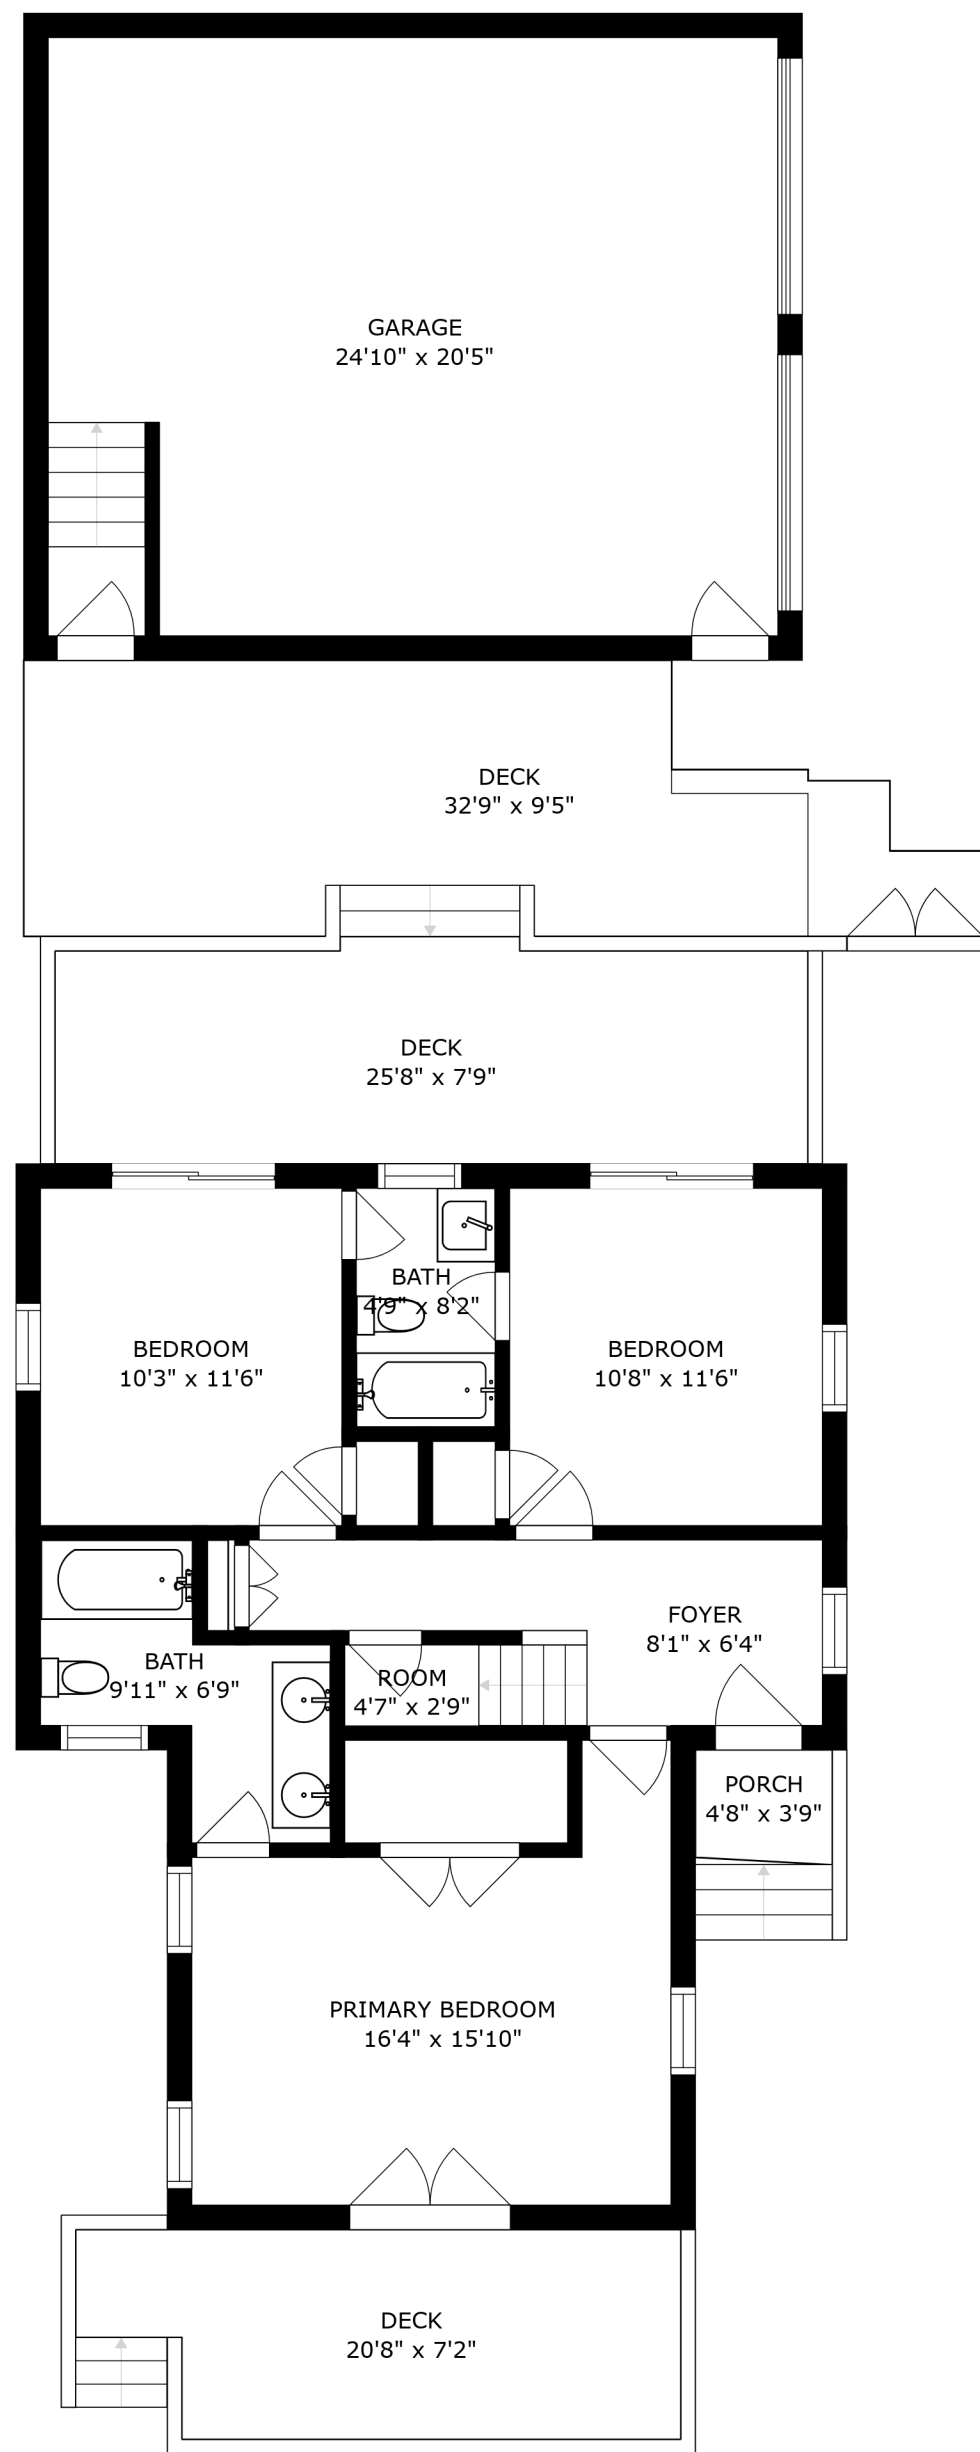 GARAGE
24'10" x 20'5"
DECK
32'9" x 9'5"
DECK
25'8" x 7'9"
BATH
4'9" x 8'2"
BEDROOM
10'3" x 11'6"
BEDROOM
10'8" x 11'6"
FOYER
8'1" x 6'4"
BATH
9'11" x 6'9"
ROOM
4'7" x 2'9"
PORCH
4'8" x 3'9"
PRIMARY BEDROOM
16'4" x 15'10"
DECK
20'8" x 7'2"